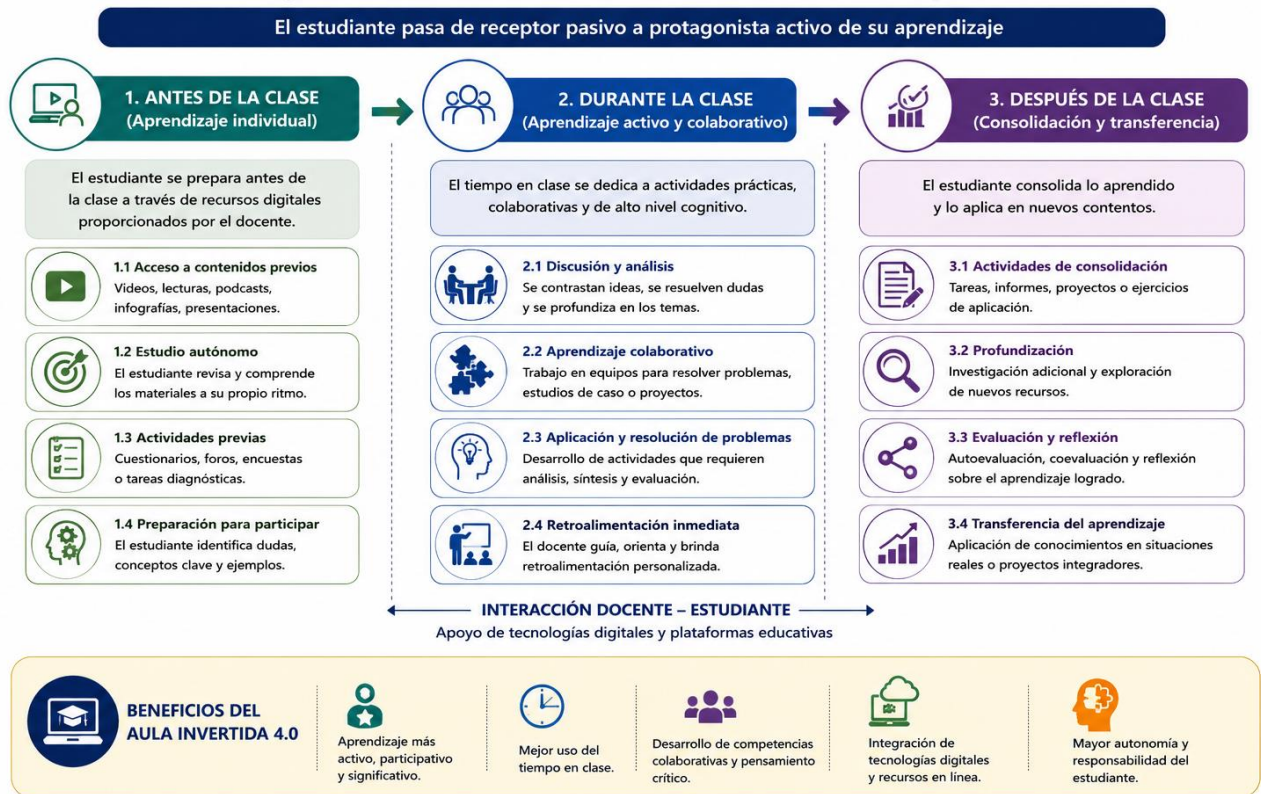 El estudiante pasa de receptor pasivo a protagonista activo de su aprendizaje
1. ANTES DE LA CLASE
(Aprendizaje individual)
El estudiante se prepara antes de
la clase a través de recursos digitales
proporcionados por el docente.
1.1 Acceso a contenidos previos
Videos, lecturas, podcasts,
infografías, presentaciones.
1.2 Estudio autónomo
El estudiante revisa y comprende
los materiales a su propio ritmo.
1.3 Actividades previas
Cuestionarios, foros, encuestas
o tareas diagnósticas.
1.4 Preparación para participar
El estudiante identifica dudas,
conceptos clave y ejemplos.
2. DURANTE LA CLASE
(Aprendizaje activo y colaborativo)
El tiempo en clase se dedica a actividades prácticas,
colaborativas y de alto nivel cognitivo.
2.1 Discusión y análisis
Se contrastan ideas, se resuelven dudas
y se profundiza en los temas.
2.2 Aprendizaje colaborativo
Trabajo en equipos para resolver problemas,
estudios de caso o proyectos.
2.3 Aplicación y resolución de problemas
Desarrollo de actividades que requieren
análisis, síntesis y evaluación.
2.4 Retroalimentación inmediata
El docente guía, orienta y brinda
retroalimentación personalizada.
3. DESPUÉS DE LA CLASE
(Consolidación y transferencia)
El estudiante consolida lo aprendido
y lo aplica en nuevos contentos.
3.1 Actividades de consolidación
Tareas, informes, proyectos o ejercicios
de aplicación.
3.2 Profundización
Investigación adicional y exploración
de nuevos recursos.
3.3 Evaluación y reflexión
Autoevaluación, coevaluación y reflexión
sobre el aprendizaje logrado.
3.4 Transferencia del aprendizaje
Aplicación de conocimientos en situaciones
reales o proyectos integradores.
INTERACCIÓN DOCENTE – ESTUDIANTE
Apoyo de tecnologías digitales y plataformas educativas
BENEFICIOS DEL
AULA INVERTIDA 4.0
Aprendizaje más
activo, participativo
y significativo.
Mejor uso del
tiempo en clase.
Desarrollo de competencias
colaborativas y pensamiento
crítico.
Integración de
tecnologías digitales
y recursos en línea.
Mayor autonomía y
responsabilidad del
estudiante.